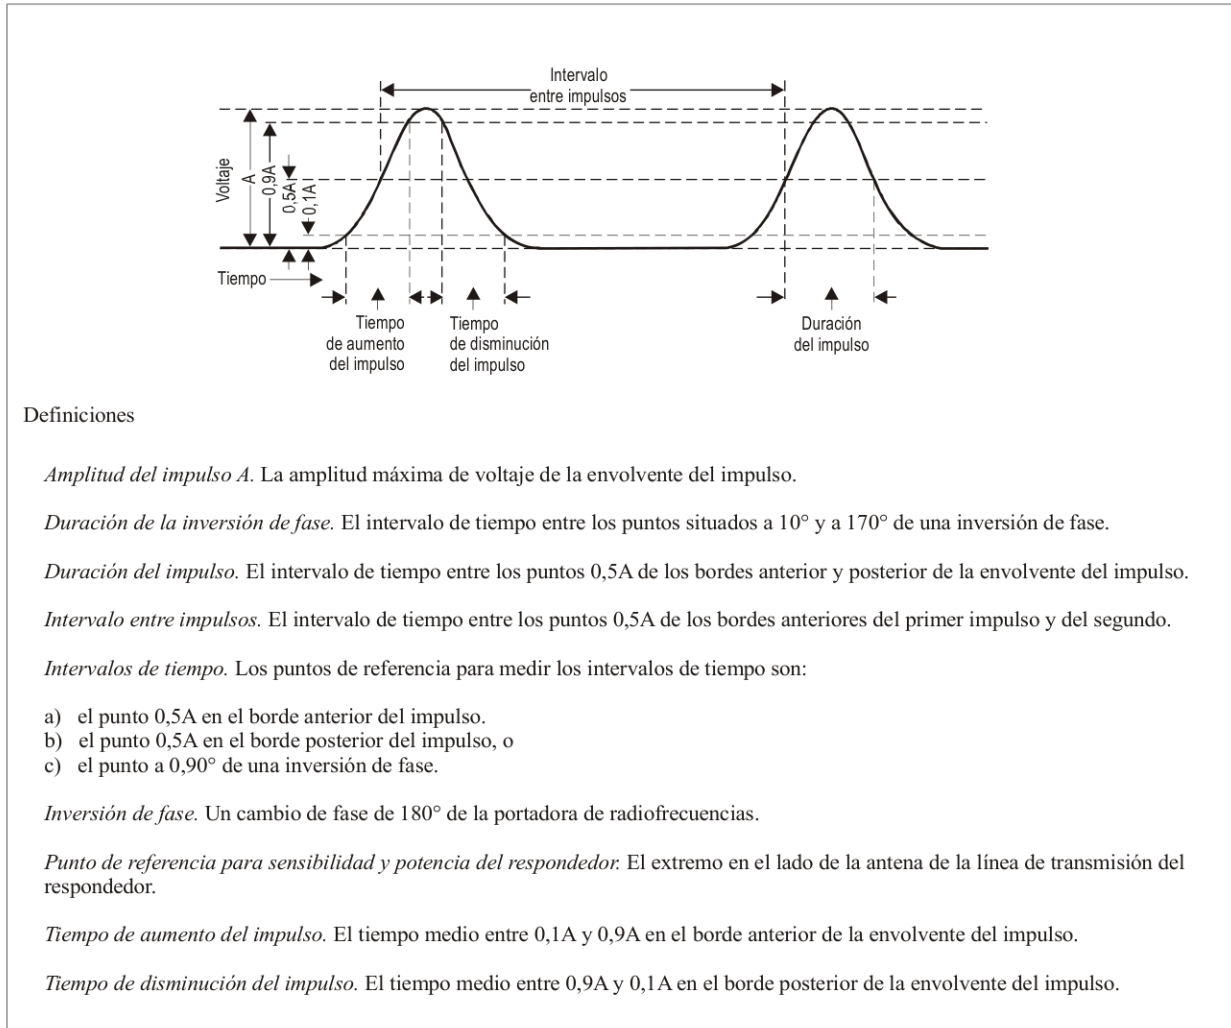 Intervalo
entre impulsos
Voltaje
A
0,9A
0,5A
0,1A
Tiempo
Tiempo
de aumento
del impulso
Tiempo
de disminución
del impulso
Duración
del impulso
Definiciones
Amplitud del impulso A. La amplitud máxima de voltaje de la envolvente del impulso.
Duración de la inversión de fase. El intervalo de tiempo entre los puntos situados a 10° y a 170° de una inversión de fase.
Duración del impulso. El intervalo de tiempo entre los puntos 0,5A de los bordes anterior y posterior de la envolvente del impulso.
Intervalo entre impulsos. El intervalo de tiempo entre los puntos 0,5A de los bordes anteriores del primer impulso y del segundo.
Intervalos de tiempo. Los puntos de referencia para medir los intervalos de tiempo son:
a) el punto 0,5A en el borde anterior del impulso.
b) el punto 0,5A en el borde posterior del impulso, o
c) el punto a 0,90° de una inversión de fase.
Inversión de fase. Un cambio de fase de 180° de la portadora de radiofrecuencias.
Punto de referencia para sensibilidad y potencia del respondedor. El extremo en el lado de la antena de la línea de transmisión del
respondedor.
Tiempo de aumento del impulso. El tiempo medio entre 0,1A y 0,9A en el borde anterior de la envolvente del impulso.
Tiempo de disminución del impulso. El tiempo medio entre 0,9A y 0,1A en el borde posterior de la envolvente del impulso.